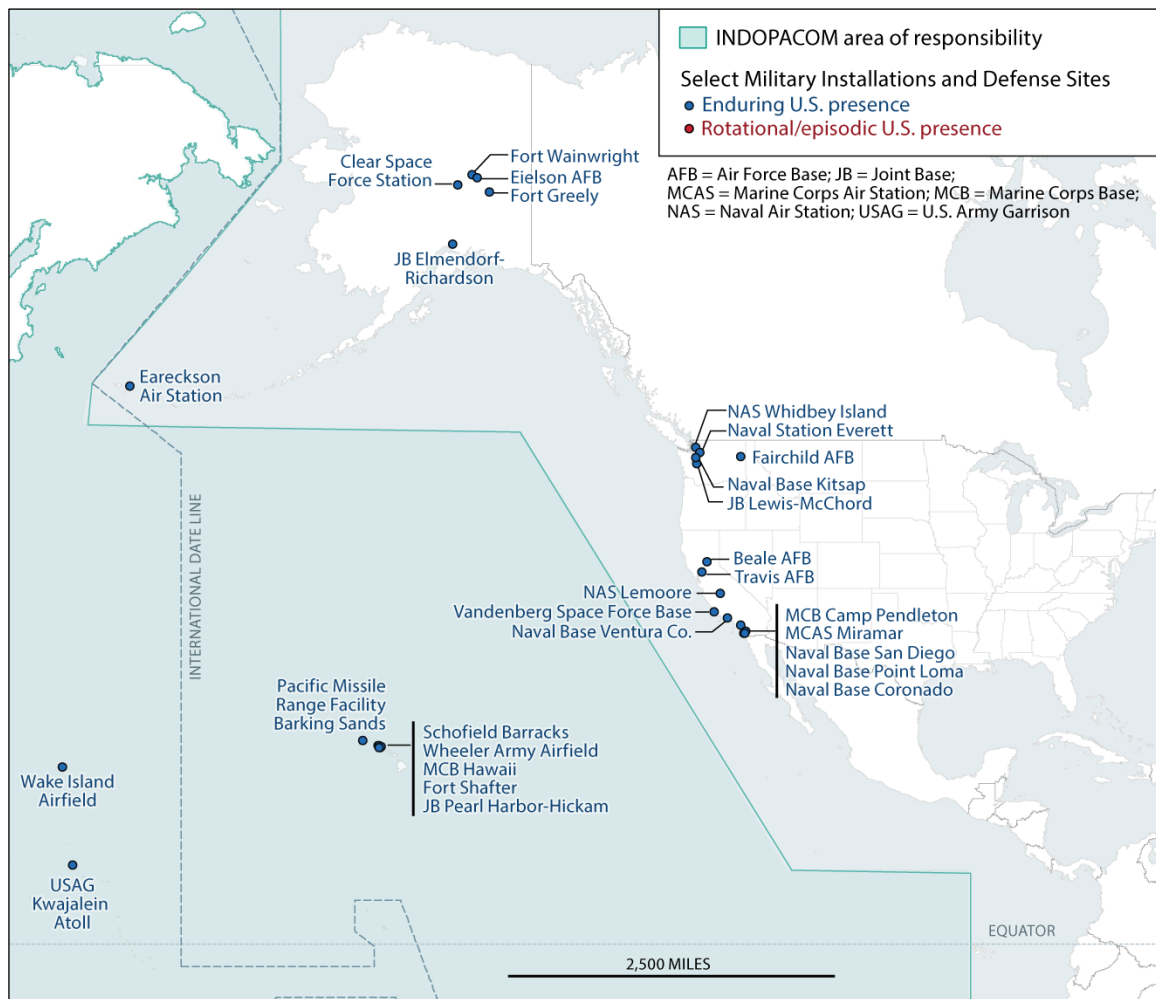 INDOPACOM area of responsibility
Select Military Installations and Defense Sites
Enduring U.S. presence
Rotational/episodic U.S. presence
AFB = Air Force Base; JB = Joint Base;
MCAS = Marine Corps Air Station; MCB = Marine Corps Base;
NAS = Naval Air Station; USAG = U.S. Army Garrison
Clear Space
Force Station
Fort Wainwright
Eielson AFB
Fort Greely
JB Elmendorf-
Richardson
Eareckson
Air Station
NAS Whidbey Island
Naval Station Everett
Fairchild AFB
Naval Base Kitsap
JB Lewis-McChord
INTERNATIONAL DATE LINE
Beale AFB
Travis AFB
NAS Lemoore
Vandenberg Space Force Base
Naval Base Ventura Co.
MCB Camp Pendleton
MCAS Miramar
Naval Base San Diego
Naval Base Point Loma
Naval Base Coronado
Pacific Missile
Range Facility
Barking Sands
Schofield Barracks
Wheeler Army Airfield
MCB Hawaii
Fort Shafter
JB Pearl Harbor-Hickam
Wake Island
Airfield
USAG
Kwajalein
Atoll
EQUATOR
2,500 MILES